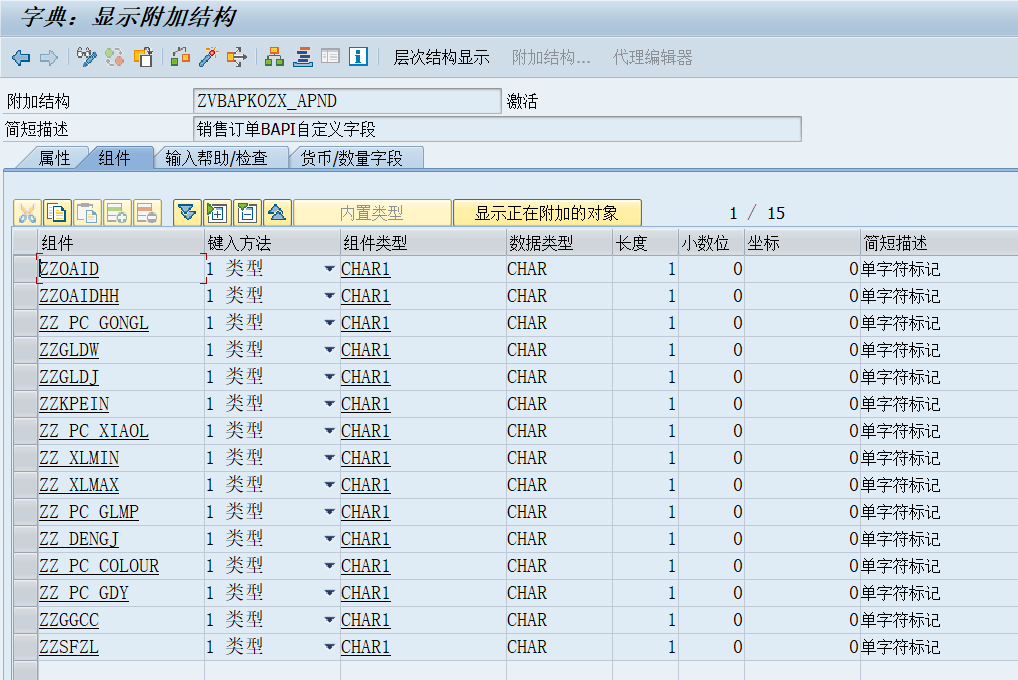 字典：显示附加结构
层次结构显示 附加结构... 代理编辑器
附加结构 ZVBAPKOZX_APND 激活
简短描述 销售订单BAPI自定义字段
属性 组件 输入帮助/检查 货币/数量字段
内置类型 显示正在附加的对象 1 / 15
组件 键入方法 组件类型 数据类型 长度 小数位 坐标 简短描述
ZZOAID 1 类型 CHAR1 CHAR 1 0 0 单字符标记
ZZOAIDHH 1 类型 CHAR1 CHAR 1 0 0 单字符标记
ZZ_PC_GONGL 1 类型 CHAR1 CHAR 1 0 0 单字符标记
ZZGLDW 1 类型 CHAR1 CHAR 1 0 0 单字符标记
ZZGLDJ 1 类型 CHAR1 CHAR 1 0 0 单字符标记
ZZKPEIN 1 类型 CHAR1 CHAR 1 0 0 单字符标记
ZZ_PC_XIAOL 1 类型 CHAR1 CHAR 1 0 0 单字符标记
ZZ_XLMIN 1 类型 CHAR1 CHAR 1 0 0 单字符标记
ZZ_XLMAX 1 类型 CHAR1 CHAR 1 0 0 单字符标记
ZZ_PC_GLMP 1 类型 CHAR1 CHAR 1 0 0 单字符标记
ZZ_DENGJ 1 类型 CHAR1 CHAR 1 0 0 单字符标记
ZZ_PC_COLOUR 1 类型 CHAR1 CHAR 1 0 0 单字符标记
ZZ_PC_GDY 1 类型 CHAR1 CHAR 1 0 0 单字符标记
ZZGGCC 1 类型 CHAR1 CHAR 1 0 0 单字符标记
ZZSFZL 1 类型 CHAR1 CHAR 1 0 0 单字符标记